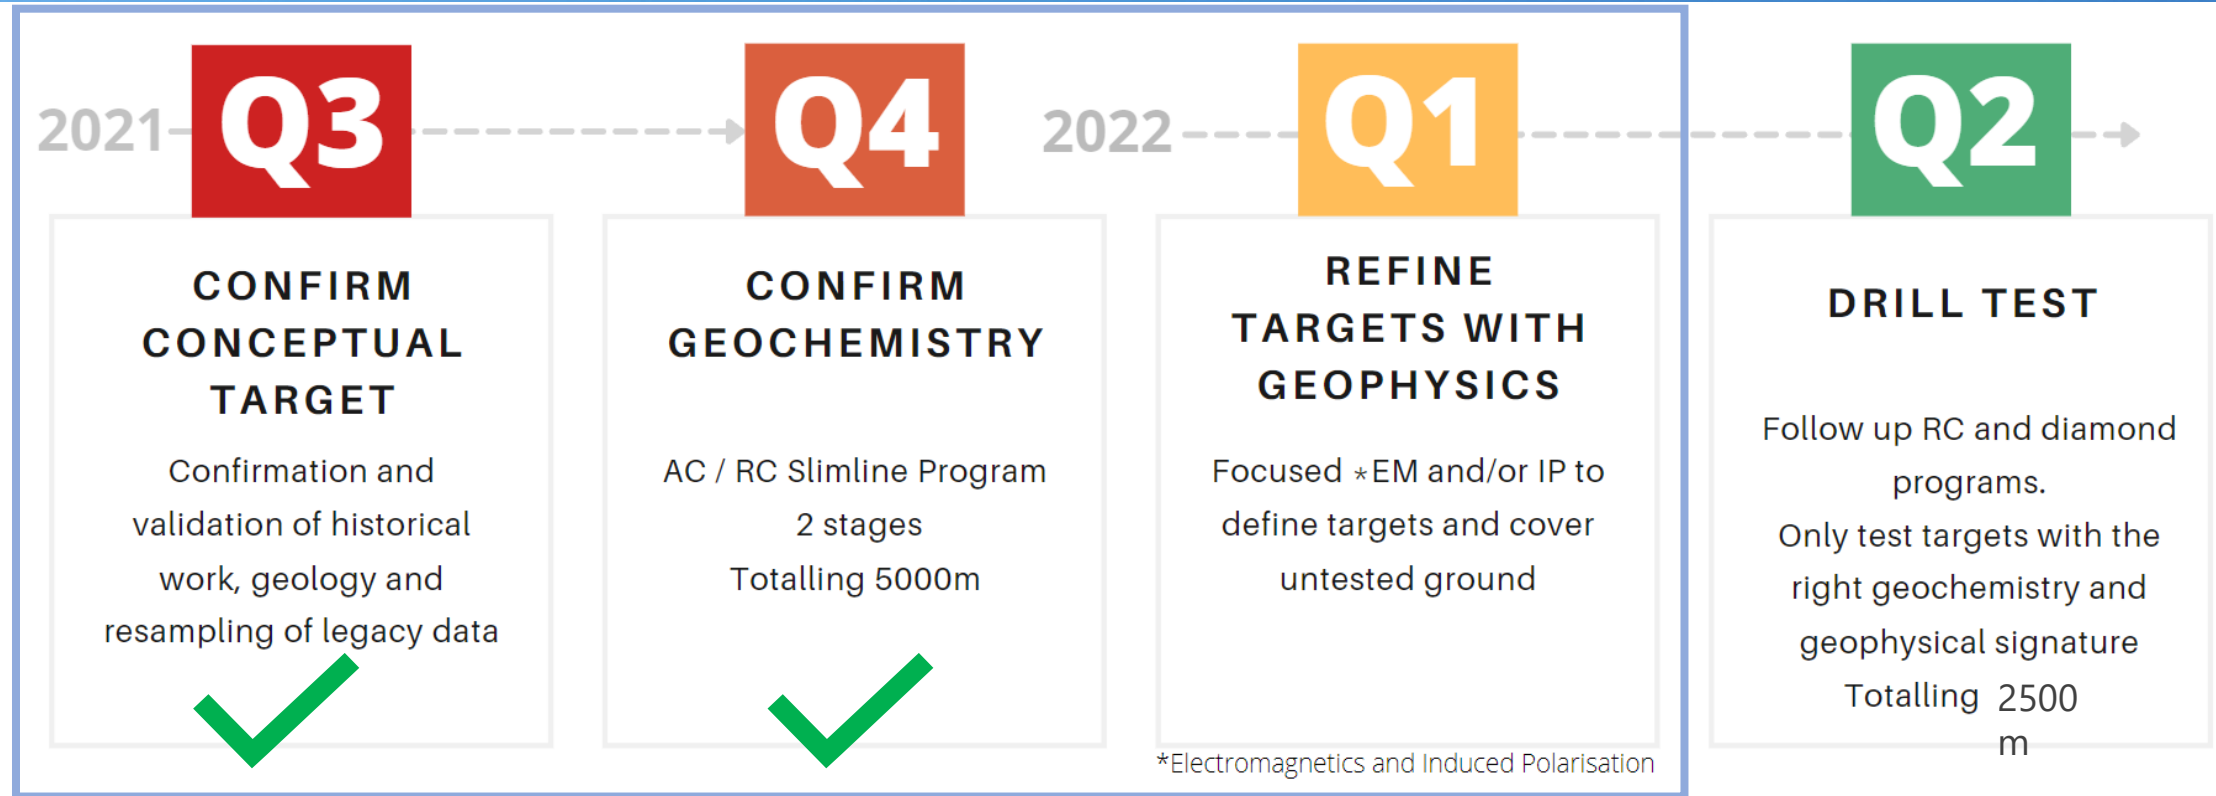 2021
Q3
CONFIRM
CONCEPTUAL
TARGET
Confirmation and
validation of historical
work, geology and
resampling of legacy data
Q4
CONFIRM
GEOCHEMISTRY
AC / RC Slimline Program
2 stages
Totalling 5000m
2022
Q1
REFINE
TARGETS WITH
GEOPHYSICS
Focused *EM and/or IP to
define targets and cover
untested ground
*Electromagnetics and Induced Polarisation
Q2
DRILL TEST
Follow up RC and diamond
programs.
Only test targets with the
right geochemistry and
geophysical signature
Totalling 2500
m